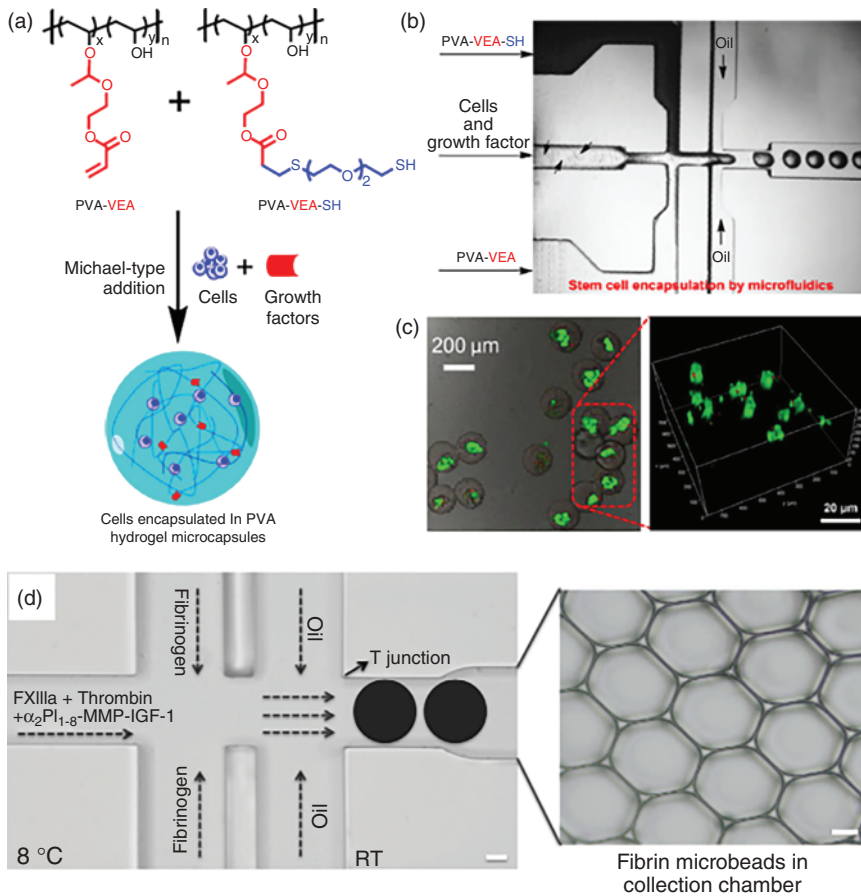 (a)
x
y
n
x
y
n
O
OH
O
OH
O
O
O
O
O
O
+
S
O
2
SH
PVA-VEA
PVA-VEA-SH
Michael-type
addition
+
Cells
Growth
factors
Cells encapsulated In PVA
hydrogel microcapsules
(b)
PVA-VEA-SH
Oil
Cells
and
growth factor
PVA-VEA
Oil
Stem cell encapsulation by microfluidics
(c)
200 µm
20 µm
(d)
Fibrinogen
Oil
T junction
FXIIIa + Thrombin
+α₂PI₁₋₈-MMP-IGF-1
Fibrinogen
Oil
8 °C
RT
Fibrin microbeads in
collection chamber